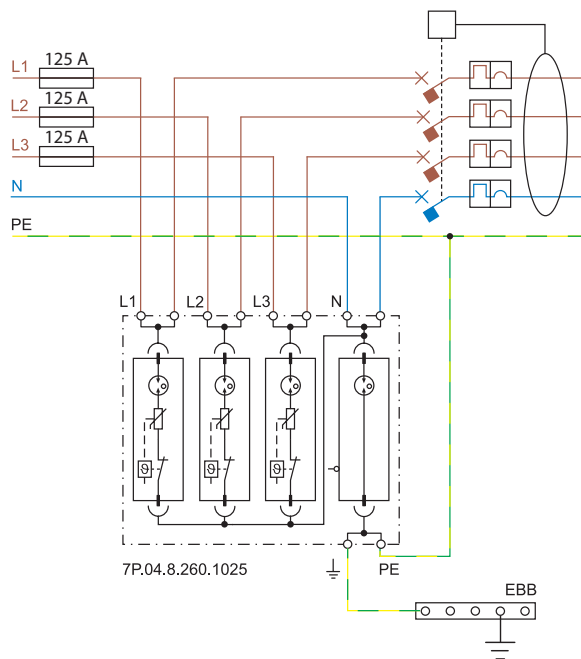 125 A
L1
125 A
L2
125 A
L3
N
PE
L1 L2 L3 N
ϑ ϑ ϑ
7P.04.8.260.1025 PE
EBB